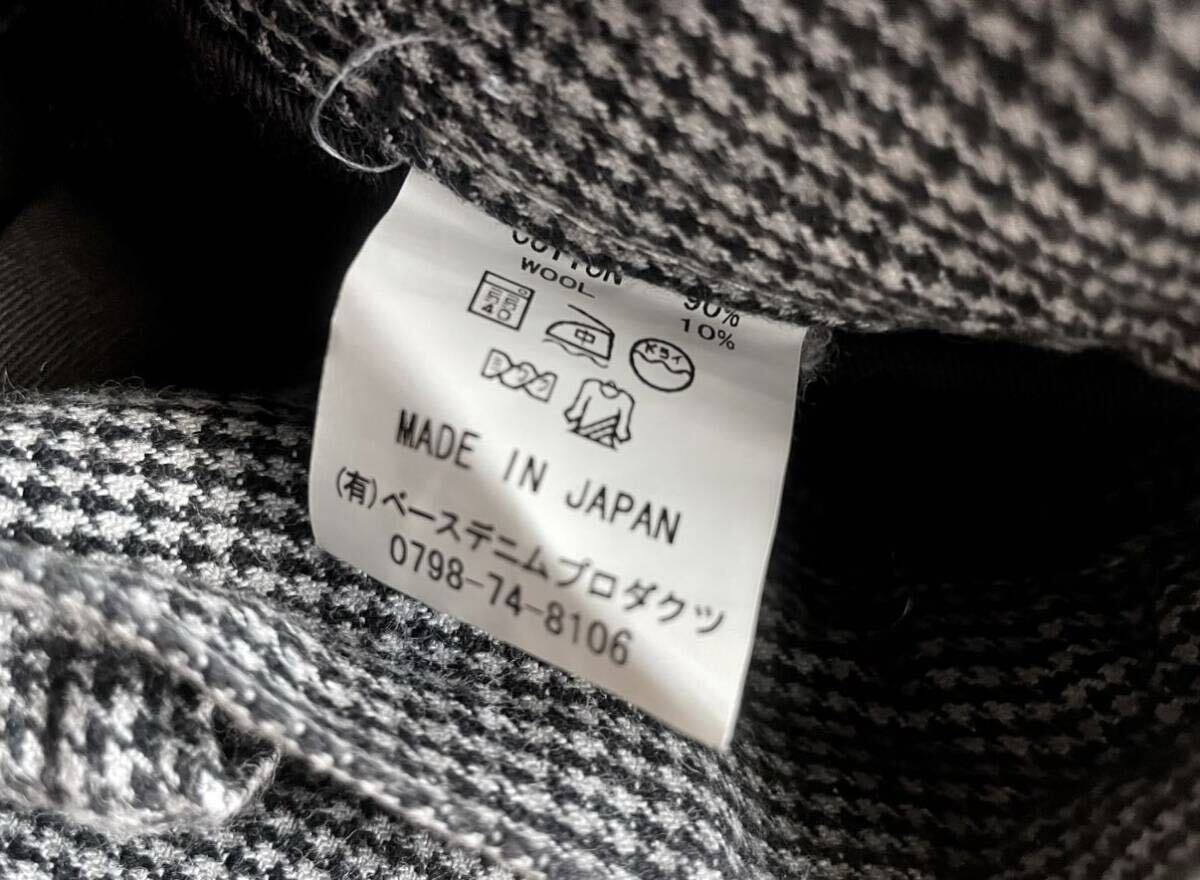 COTTON 90%
WOOL 10%
中
ドライ
MADE IN JAPAN
(有)ベースデニムプロダクツ
0798-74-8106